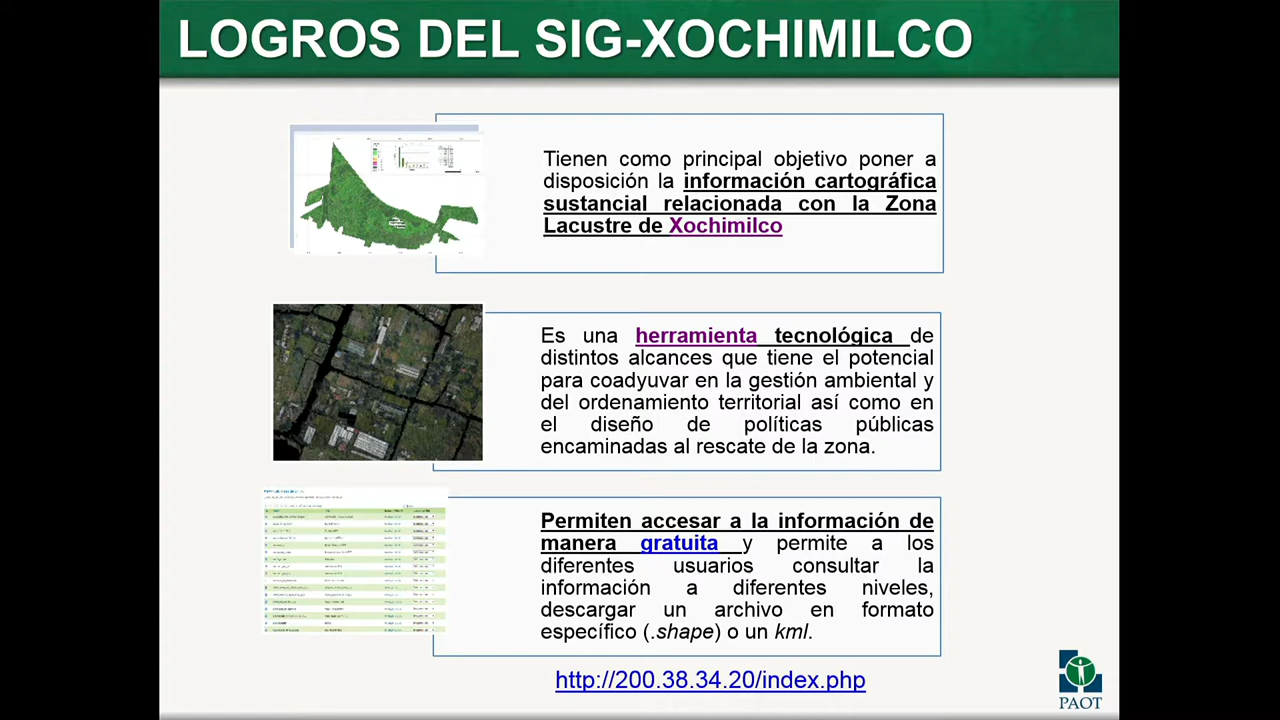 LOGROS DEL SIG-XOCHIMILCO
Tienen como principal objetivo poner a
disposición la información cartográfica
sustancial relacionada con la Zona
Lacustre de Xochimilco
Es una herramienta tecnológica de
distintos alcances que tiene el potencial
para coadyuvar en la gestión ambiental y
del ordenamiento territorial así como en
el diseño de políticas públicas
encaminadas al rescate de la zona.
Permiten accesar a la información de
manera gratuita y permite a los
diferentes usuarios consultar la
información a diferentes niveles,
descargar un archivo en formato
específico (.shape) o un kml.
http://200.38.34.20/index.php
PAOT